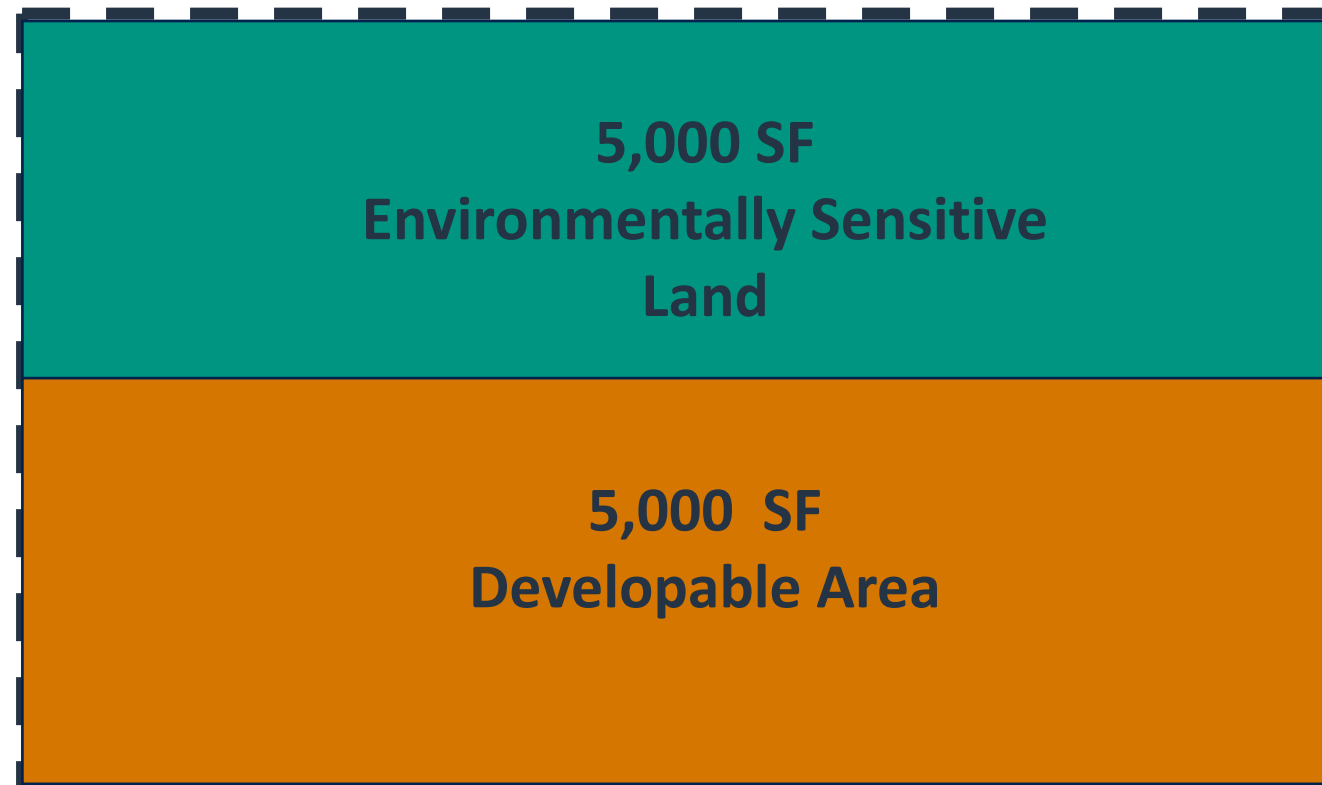 5,000 SF
Environmentally Sensitive
Land
5,000  SF
Developable Area